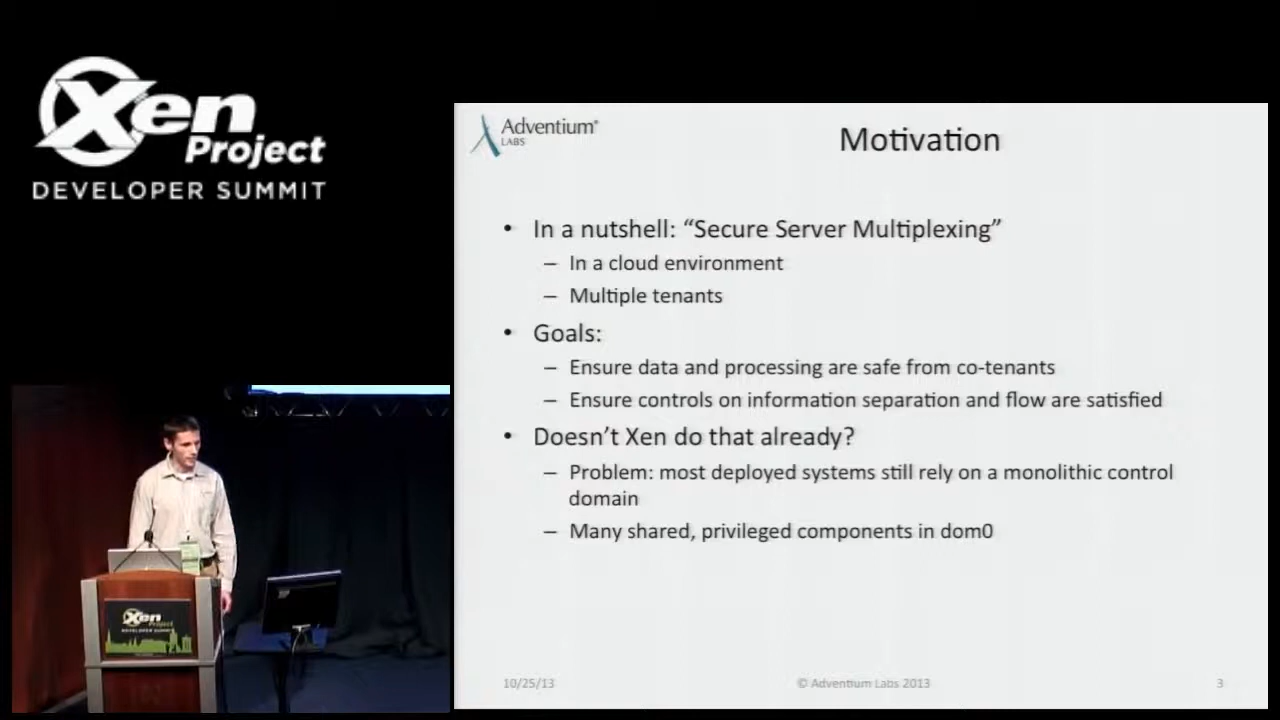 Xen
Project
DEVELOPER SUMMIT
Adventium®
LABS
Motivation
• In a nutshell: “Secure Server Multiplexing”
– In a cloud environment
– Multiple tenants
• Goals:
– Ensure data and processing are safe from co-tenants
– Ensure controls on information separation and flow are satisfied
• Doesn’t Xen do that already?
– Problem: most deployed systems still rely on a monolithic control
domain
– Many shared, privileged components in dom0
10/25/13
© Adventium Labs 2013
3
Xen
Project
DEVELOPER SUMMIT